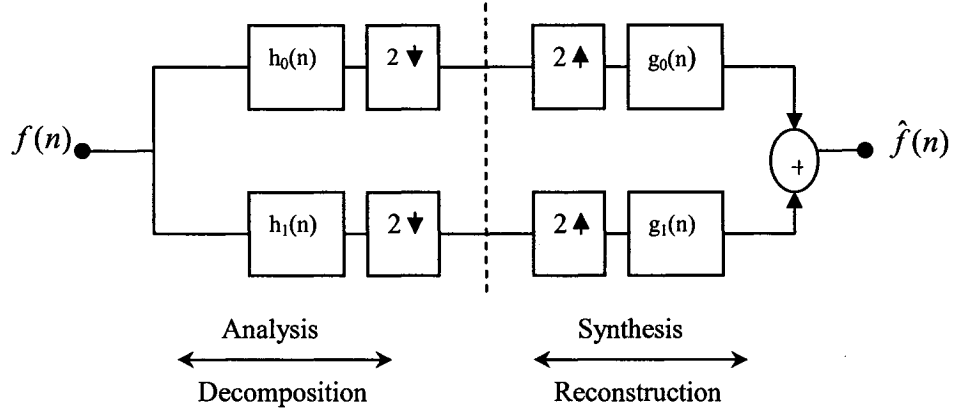 h₀(n) 2↓ 2↑ g₀(n)
f(n) + f̂(n)
h₁(n) 2↓ 2↑ g₁(n)
Analysis Synthesis
Decomposition Reconstruction